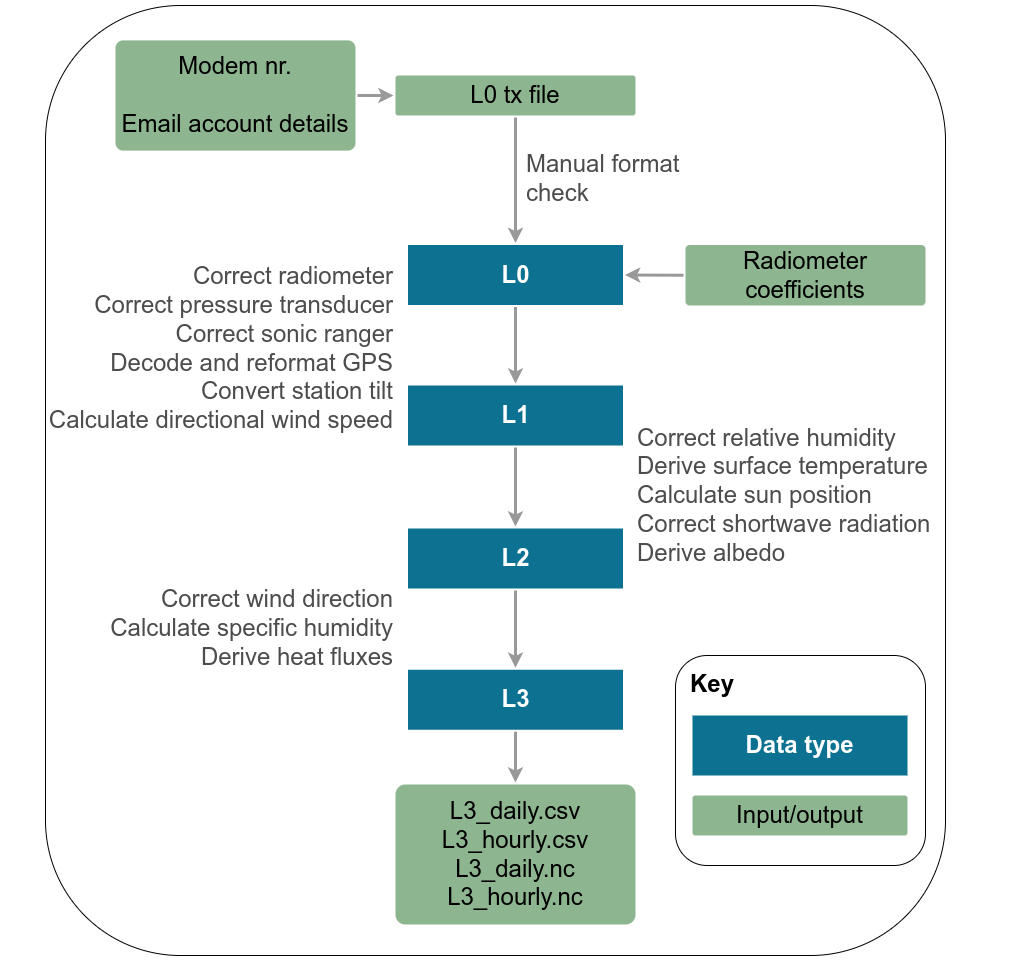 Modem nr.
Email account details
L0 tx file
Manual format
check
L0
Radiometer
coefficients
Correct radiometer
Correct pressure transducer
Correct sonic ranger
Decode and reformat GPS
Convert station tilt
Calculate directional wind speed
L1
Correct relative humidity
Derive surface temperature
Calculate sun position
Correct shortwave radiation
Derive albedo
L2
Correct wind direction
Calculate specific humidity
Derive heat fluxes
L3
L3_daily.csv
L3_hourly.csv
L3_daily.nc
L3_hourly.nc
Key
Data type
Input/output